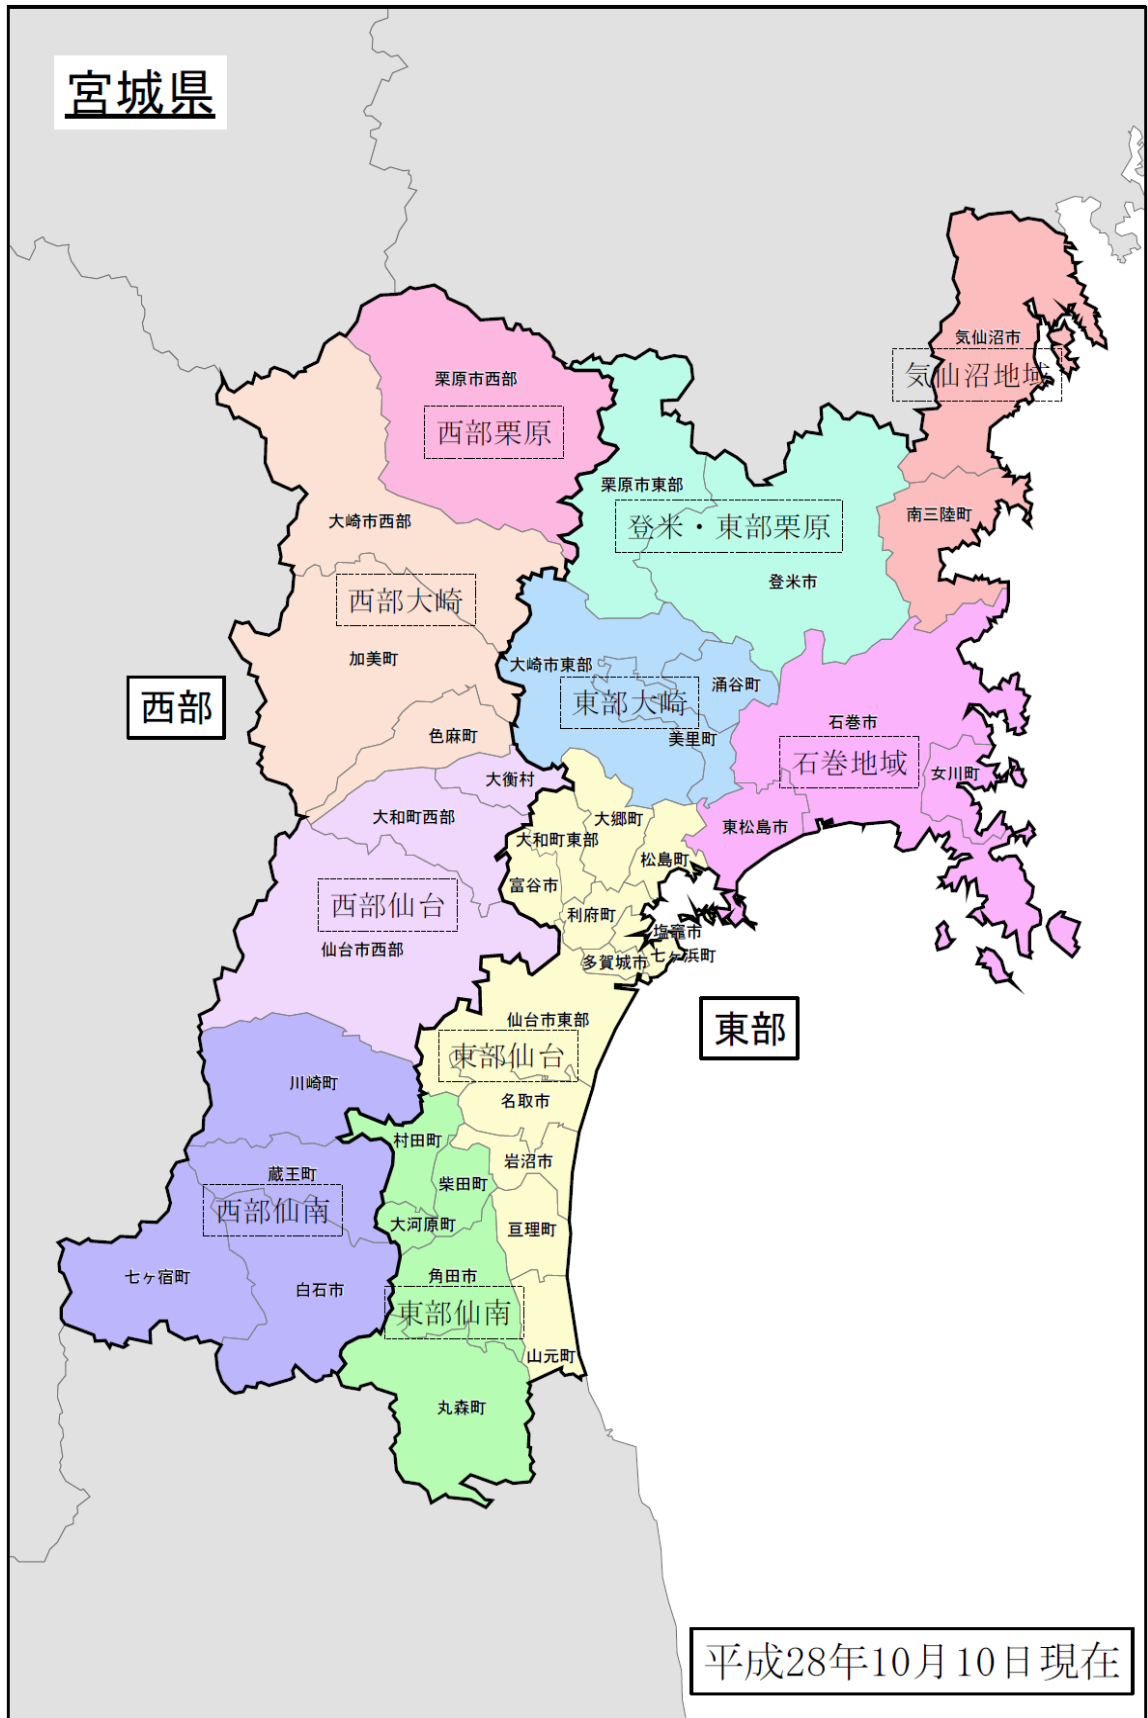 宮城県
気仙沼市
気仙沼地域
栗原市西部
西部栗原
栗原市東部
登米・東部栗原
南三陸町
大崎市西部
登米市
西部大崎
加美町
大崎市東部
涌谷町
東部大崎
西部
石巻市
色麻町
美里町
石巻地域
女川町
大衡村
大和町西部
大郷町
東松島市
大和町東部
松島町
富谷市
西部仙台
利府町
塩竈市
仙台市西部
多賀城市
七ヶ浜町
東部
仙台市東部
東部仙台
川崎町
名取市
村田町
岩沼市
蔵王町
柴田町
西部仙南
大河原町
亘理町
七ヶ宿町
白石市
角田市
東部仙南
山元町
丸森町
平成28年10月10日現在